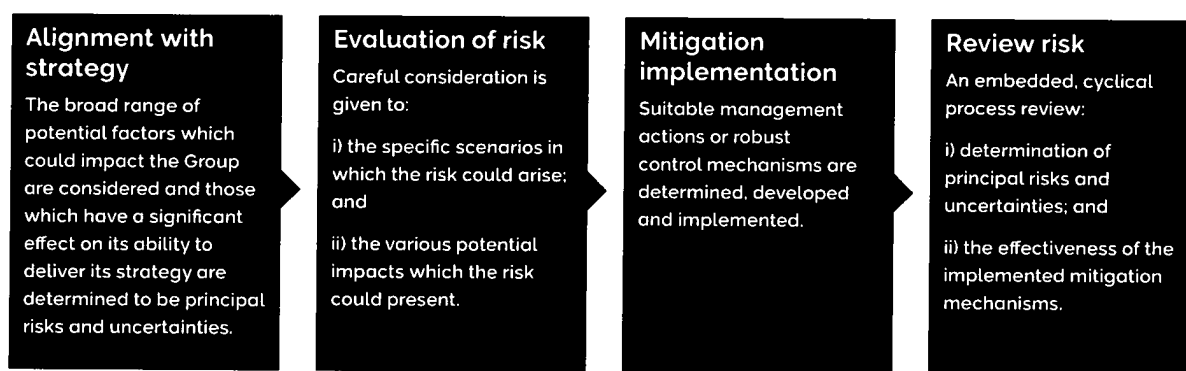 Alignment with
strategy
The broad range of
potential factors which
could impact the Group
are considered and those
which have a significant
effect on its ability to
deliver its strategy are
determined to be principal
risks and uncertainties.
Evaluation of risk
Careful consideration is
given to:
i) the specific scenarios in
which the risk could arise;
and
ii) the various potential
impacts which the risk
could present.
Mitigation
implementation
Suitable management
actions or robust
control mechanisms are
determined, developed
and implemented.
Review risk
An embedded, cyclical
process review:
i) determination of
principal risks and
uncertainties; and
ii) the effectiveness of the
implemented mitigation
mechanisms.